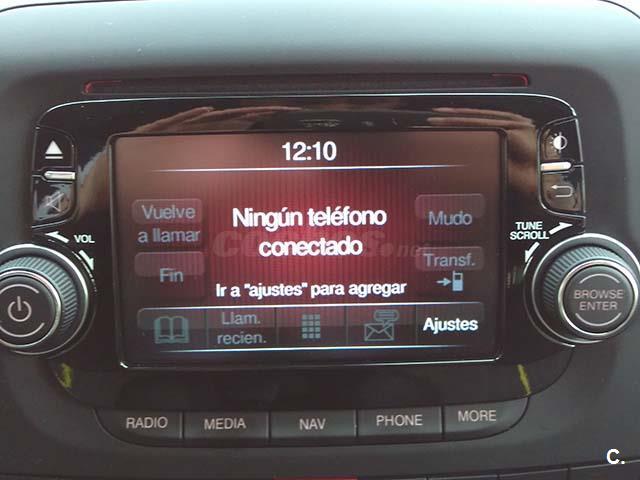 12:10
Vuelve
a llamar
Ningún teléfono
conectado
Mudo
Fin
Transf.
Ir a "ajustes" para agregar
Llam.
recien.
Ajustes
VOL
TUNE
SCROLL
BROWSE
ENTER
RADIO
MEDIA
NAV
PHONE
MORE
C.